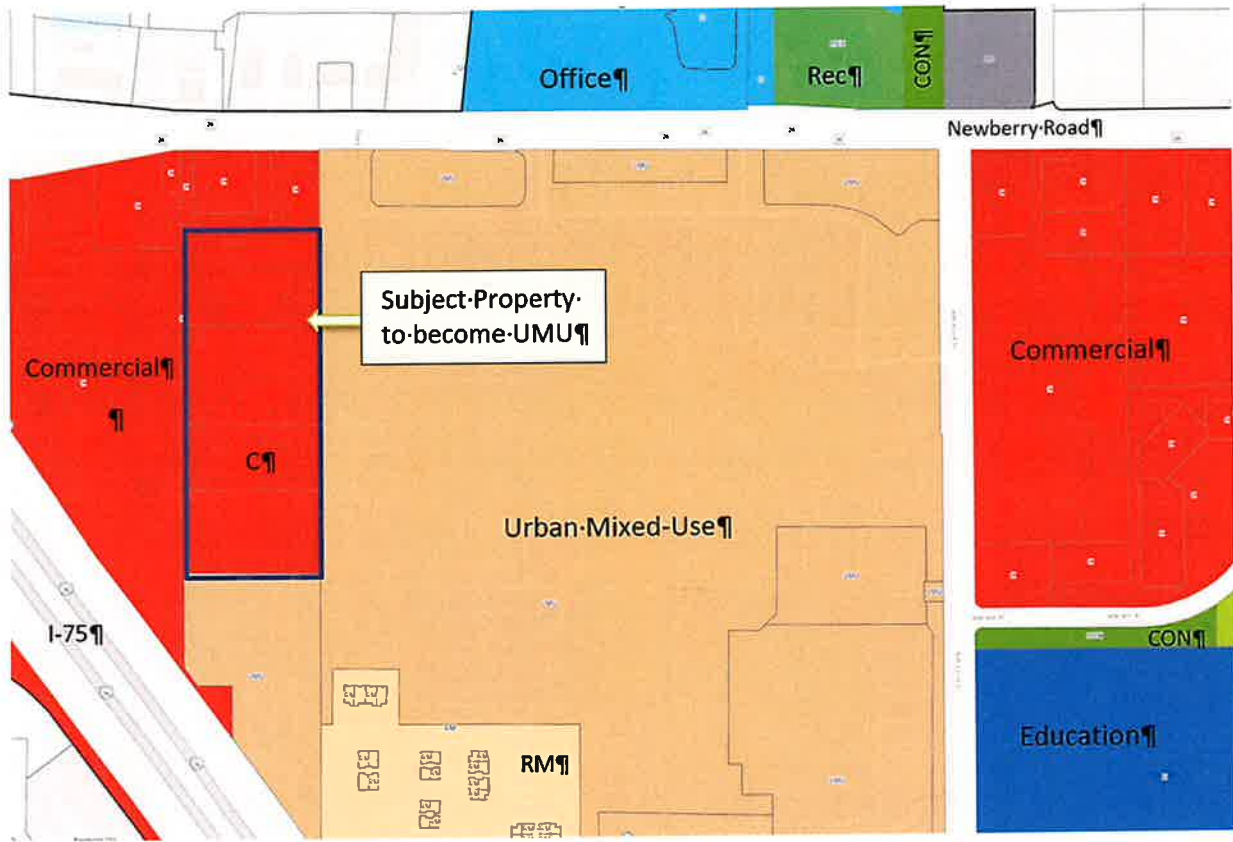 Office¶
Rec¶
CON¶
Newberry·Road¶
Subject·Property·
to·become·UMU¶
Commercial¶
¶
C¶
Commercial¶
Urban·Mixed-Use¶
I-75¶
CON¶
RM¶
Education¶